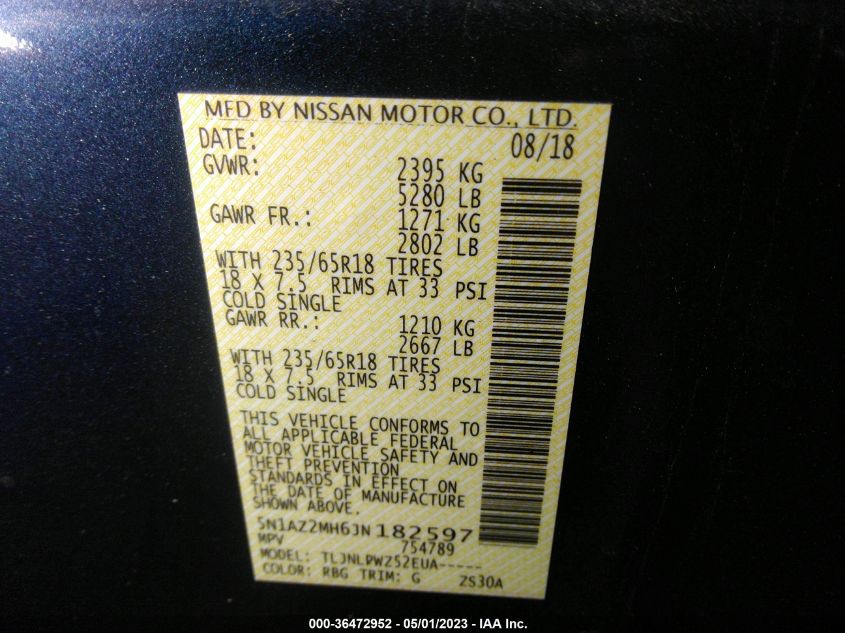 MFD BY NISSAN MOTOR CO., LTD.
DATE: 08/18
GVWR: 2395 KG
5280 LB
GAWR FR.: 1271 KG
2802 LB
WITH 235/65R18 TIRES
18 X 7.5 RIMS AT 33 PSI
COLD SINGLE
GAWR RR.: 1210 KG
2667 LB
WITH 235/65R18 TIRES
18 X 7.5 RIMS AT 33 PSI
COLD SINGLE
THIS VEHICLE CONFORMS TO
ALL APPLICABLE FEDERAL
MOTOR VEHICLE SAFETY AND
THEFT PREVENTION
STANDARDS IN EFFECT ON
THE DATE OF MANUFACTURE
SHOWN ABOVE.
5N1AZ2MH6JN182597
MPV 754789
MODEL: TLJNLPWZ52EUA-----
COLOR: RBG TRIM: G ZS30A
000-36472952 - 05/01/2023 - IAA Inc.